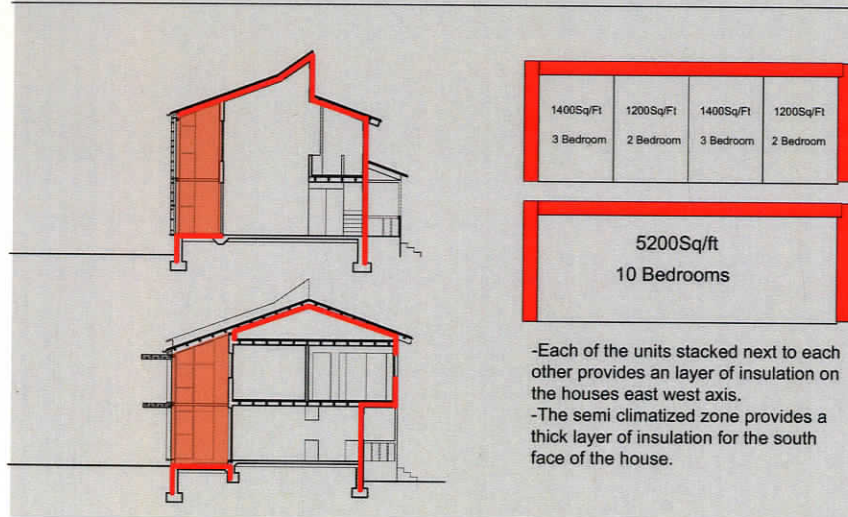 1400Sq/Ft 1200Sq/Ft 1400Sq/Ft 1200Sq/Ft
3 Bedroom 2 Bedroom 3 Bedroom 2 Bedroom
5200Sq/ft
10 Bedrooms
-Each of the units stacked next to each
other provides an layer of insulation on
the houses east west axis.
-The semi climatized zone provides a
thick layer of insulation for the south
face of the house.